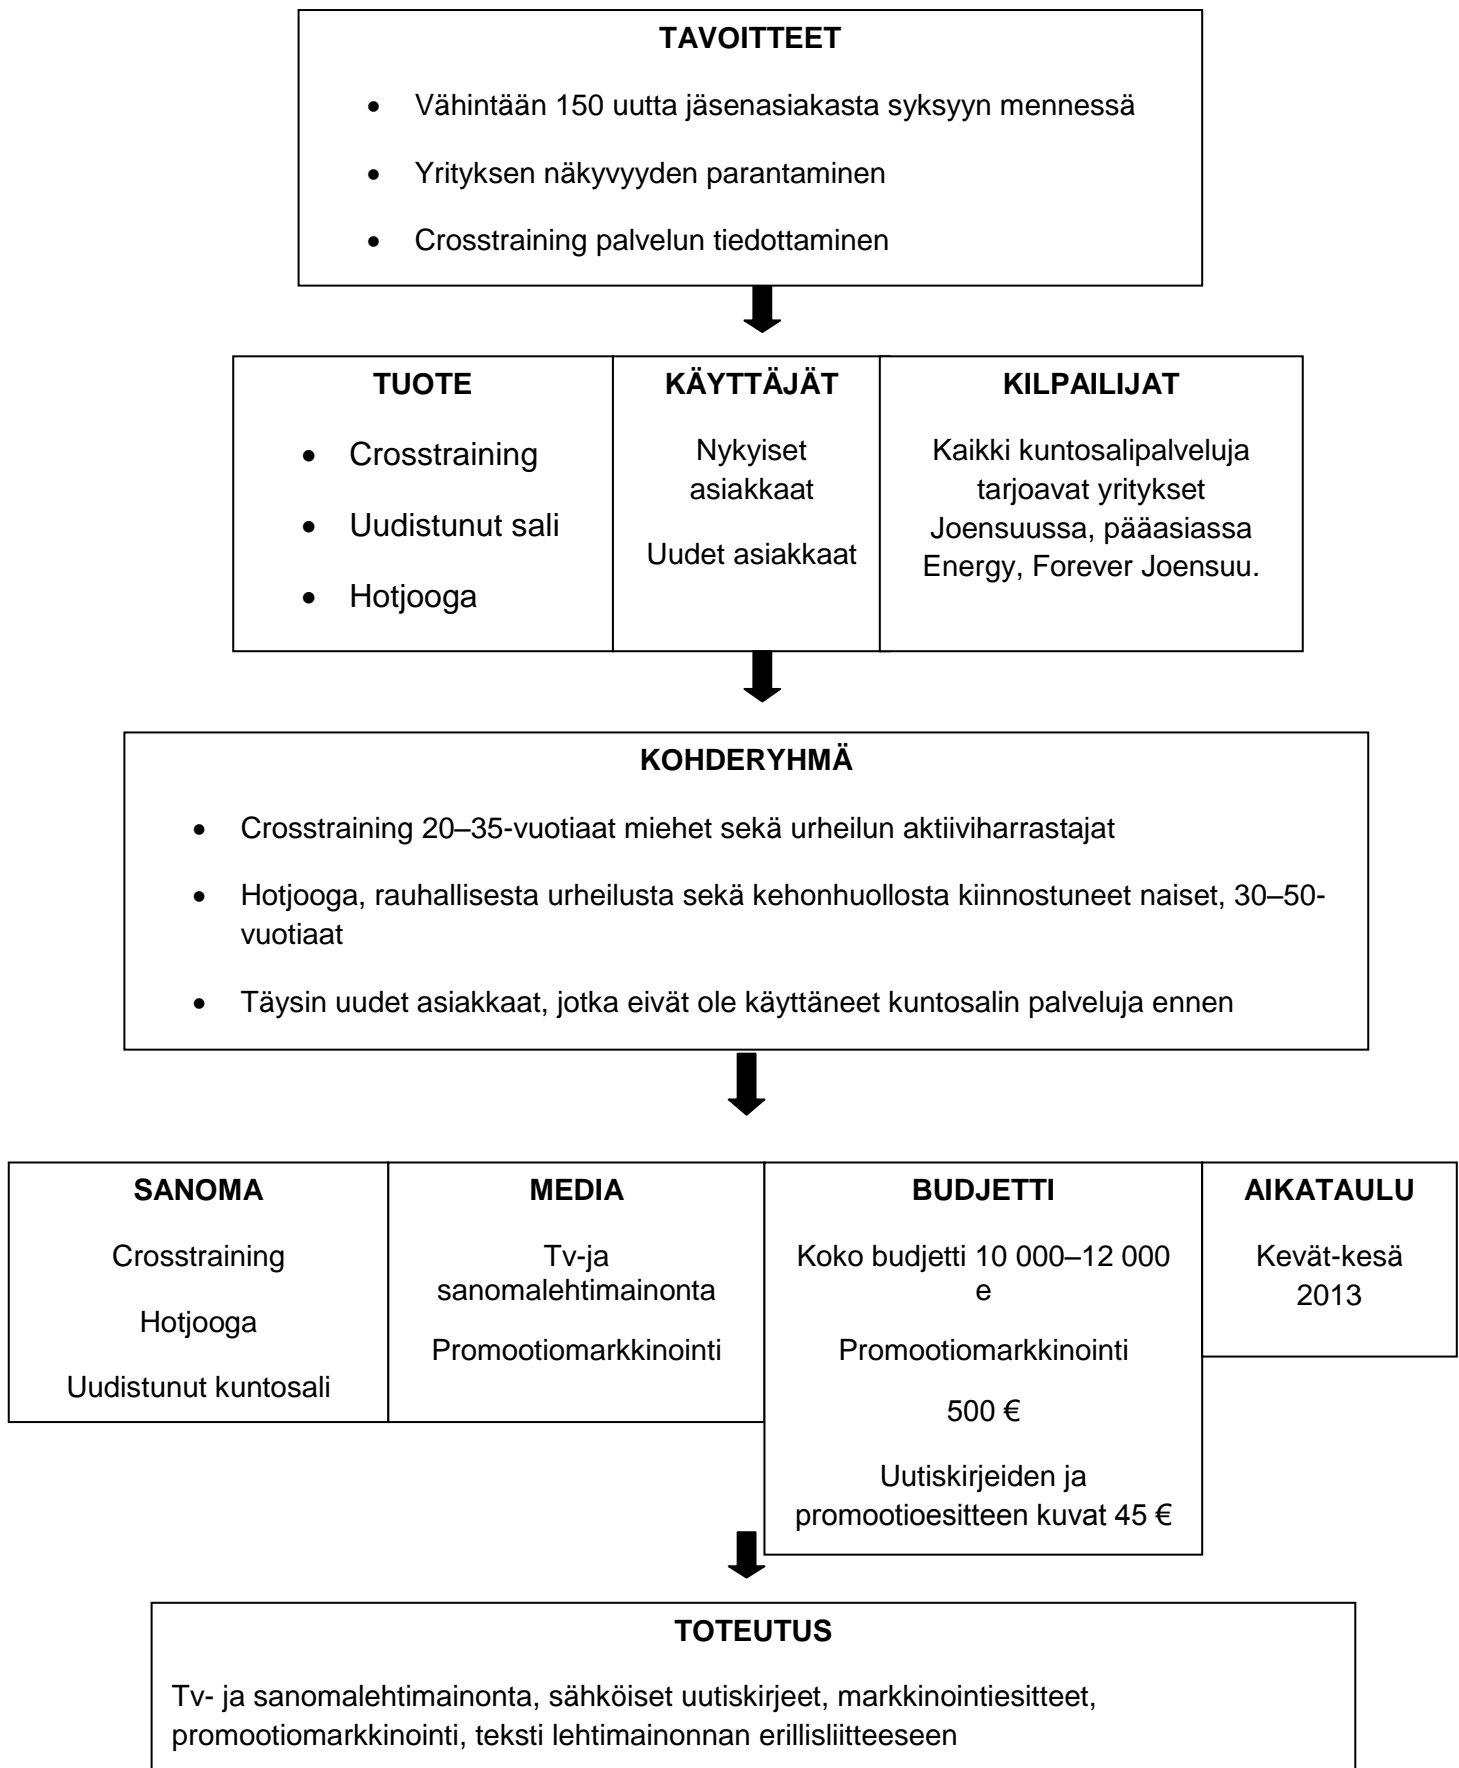 TAVOITTEET
• Vähintään 150 uutta jäsenasiakasta syksyyn mennessä
• Yrityksen näkyvyyden parantaminen
• Crosstraining palvelun tiedottaminen
TUOTE
• Crosstraining
• Uudistunut sali
• Hotjooga
KÄYTTÄJÄT
Nykyiset
asiakkaat
Uudet asiakkaat
KILPAILIJAT
Kaikki kuntosalipalveluja
tarjoavat yritykset
Joensuussa, pääasiassa
Energy, Forever Joensuu.
KOHDERYHMÄ
• Crosstraining 20–35-vuotiaat miehet sekä urheilun aktiiviharrastajat
• Hotjooga, rauhallisesta urheilusta sekä kehonhuollosta kiinnostuneet naiset, 30–50-
vuotiaat
• Täysin uudet asiakkaat, jotka eivät ole käyttäneet kuntosalin palveluja ennen
SANOMA
Crosstraining
Hotjooga
Uudistunut kuntosali
MEDIA
Tv-ja
sanomalehtimainonta
Promootiomarkkinointi
BUDJETTI
Koko budjetti 10 000–12 000
e
Promootiomarkkinointi
500 €
Uutiskirjeiden ja
promootioesitteen kuvat 45 €
AIKATAULU
Kevät-kesä
2013
TOTEUTUS
Tv- ja sanomalehtimainonta, sähköiset uutiskirjeet, markkinointiesitteet,
promootiomarkkinointi, teksti lehtimainonnan erillisliitteeseen